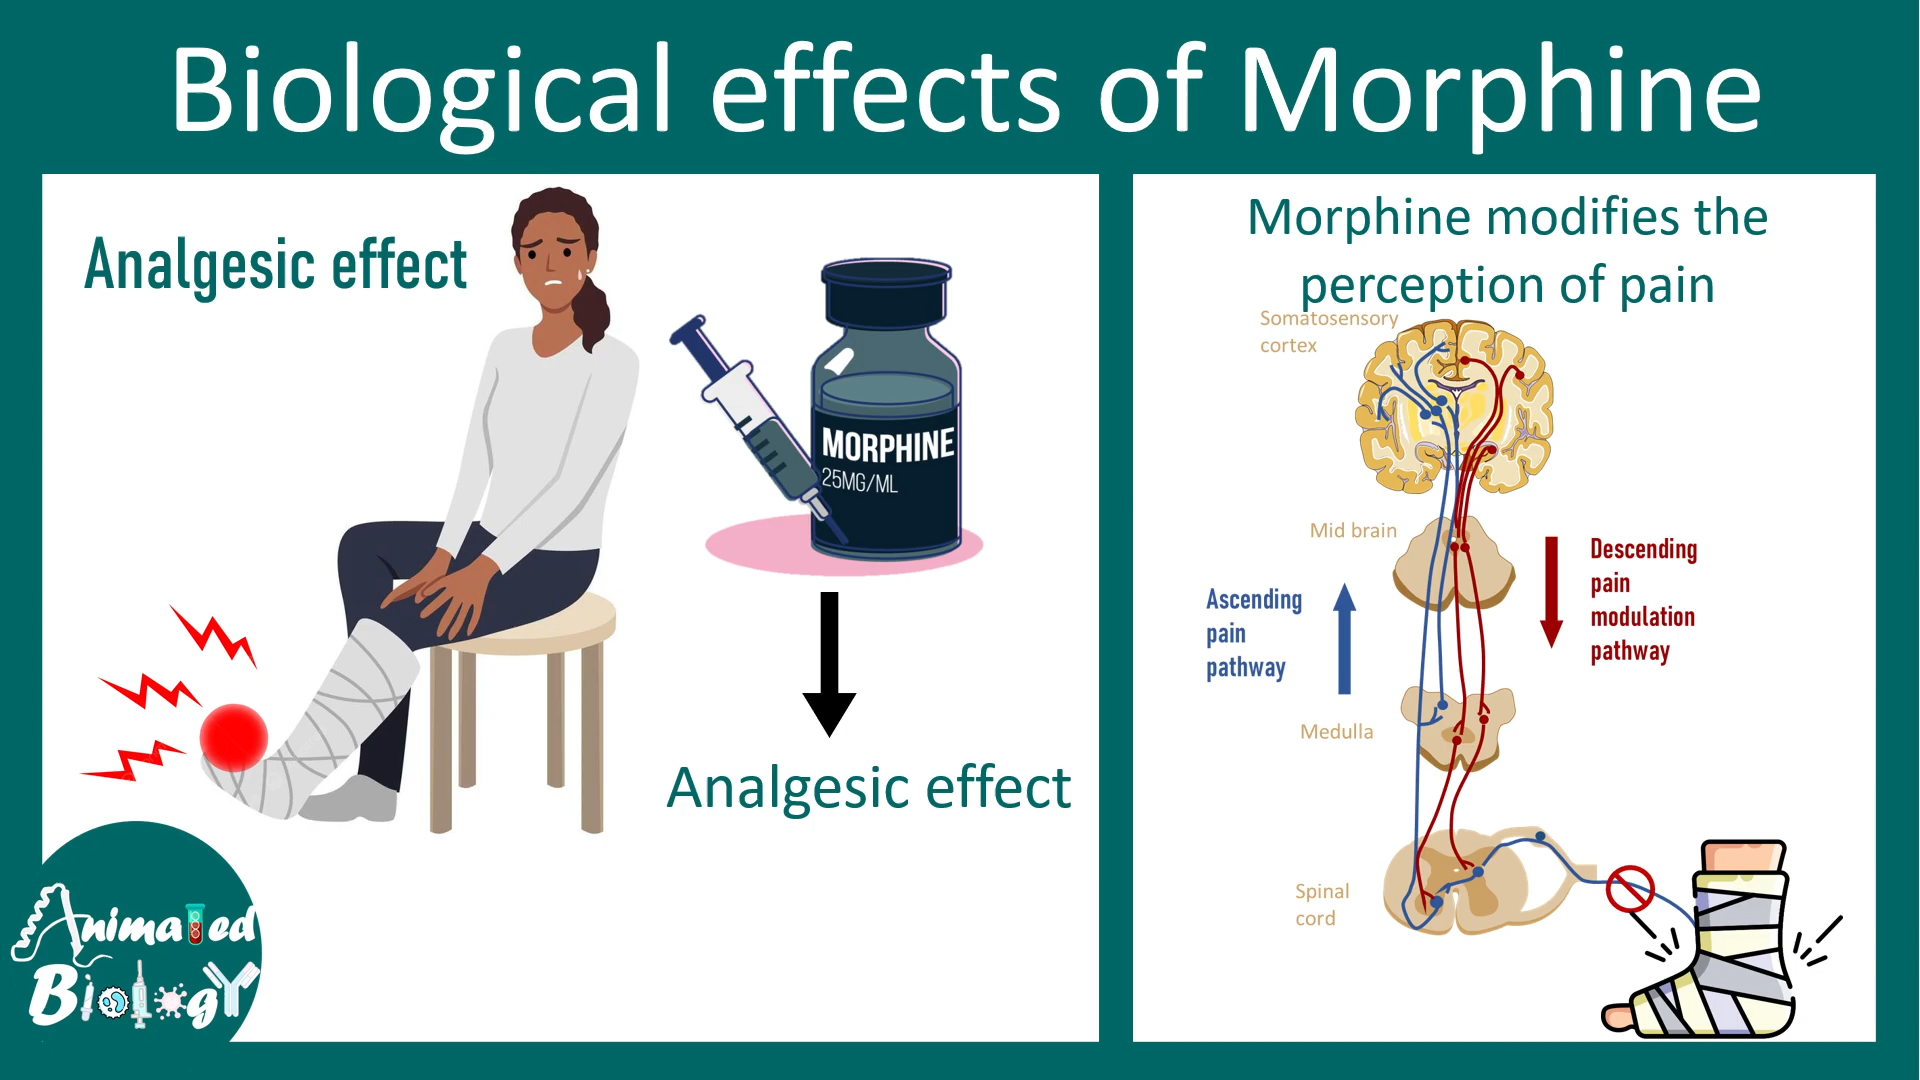 Biological effects of Morphine
Analgesic effect
MORPHINE
25MG/ML
Analgesic effect
Animated
Biology
Morphine modifies the
perception of pain
Somatosensory
cortex
Mid brain
Ascending
pain
pathway
Descending
pain
modulation
pathway
Medulla
Spinal
cord